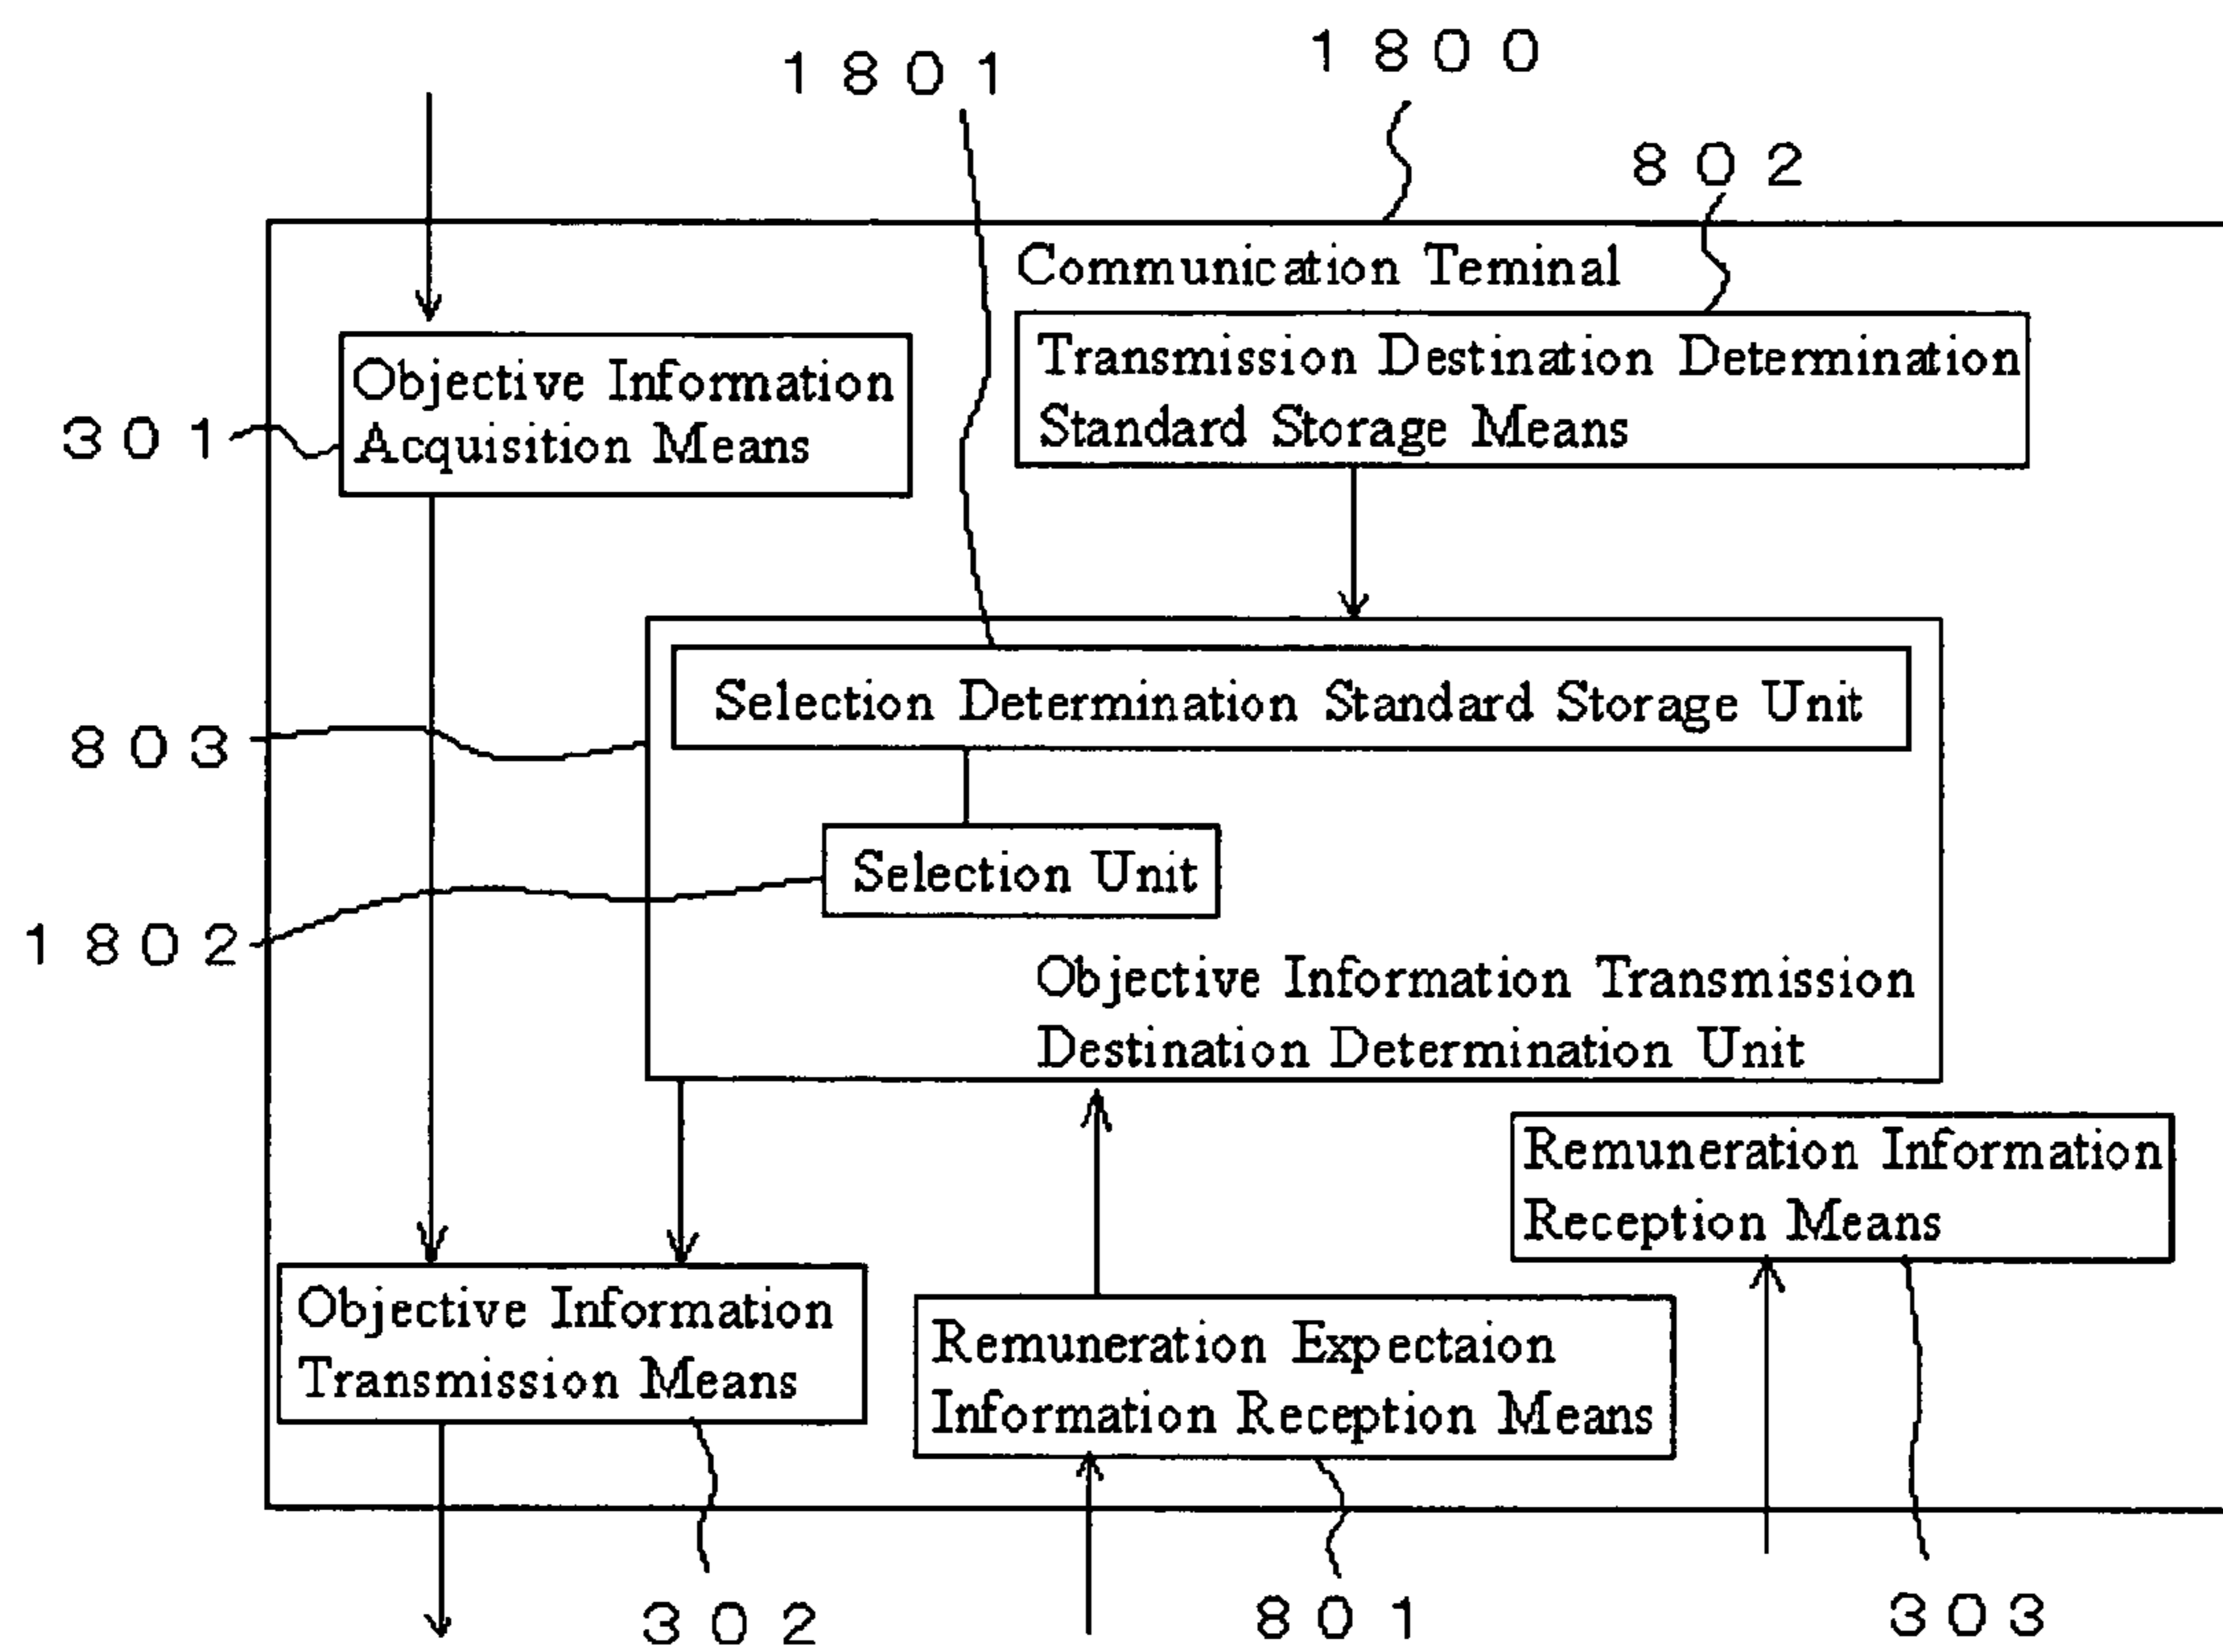 1800
1801
802
Communication Teminal
Transmission Destination Determination
Standard Storage Means
Objective Information
Acquisition Means
301
Selection Determination Standard Storage Unit
803
Selection Unit
1802
Objective Information Transmission
Destination Determination Unit
Remuneration Information
Reception Means
Objective Information
Transmission Means
Remuneration Expectaion
Information Reception Means
302
801
303